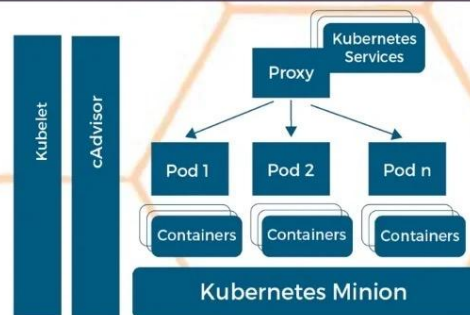 Kubelet
cAdvisor
Kubernetes
Services
Proxy
Pod 1
Pod 2
Pod n
Containers
Containers
Containers
Kubernetes Minion